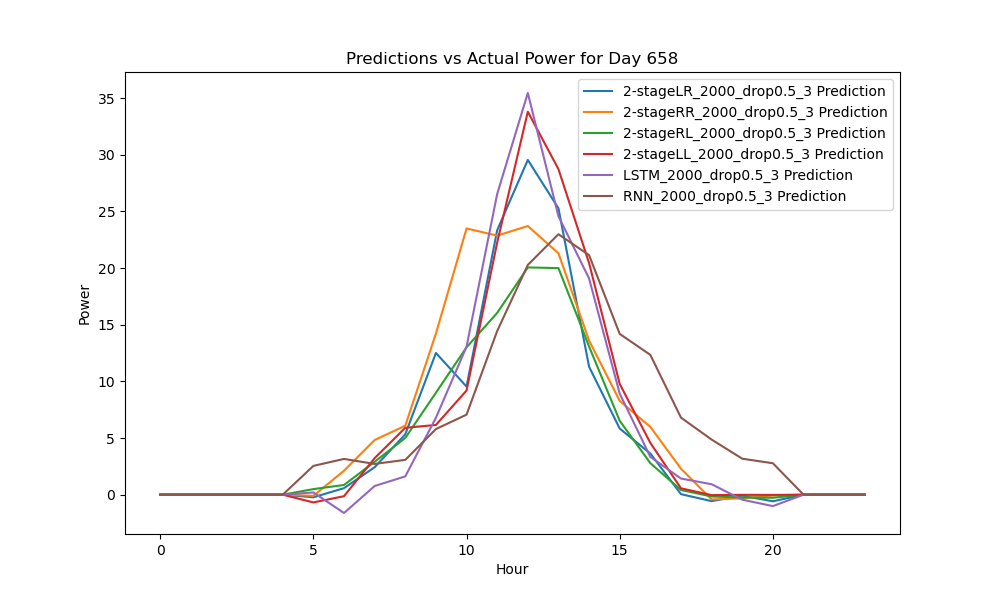 Predictions vs Actual Power for Day 658
2-stageLR_2000_drop0.5_3 Prediction
2-stageRR_2000_drop0.5_3 Prediction
2-stageRL_2000_drop0.5_3 Prediction
2-stageLL_2000_drop0.5_3 Prediction
LSTM_2000_drop0.5_3 Prediction
RNN_2000_drop0.5_3 Prediction
Power
35
30
25
20
15
10
5
0
0 5 10 15 20
Hour